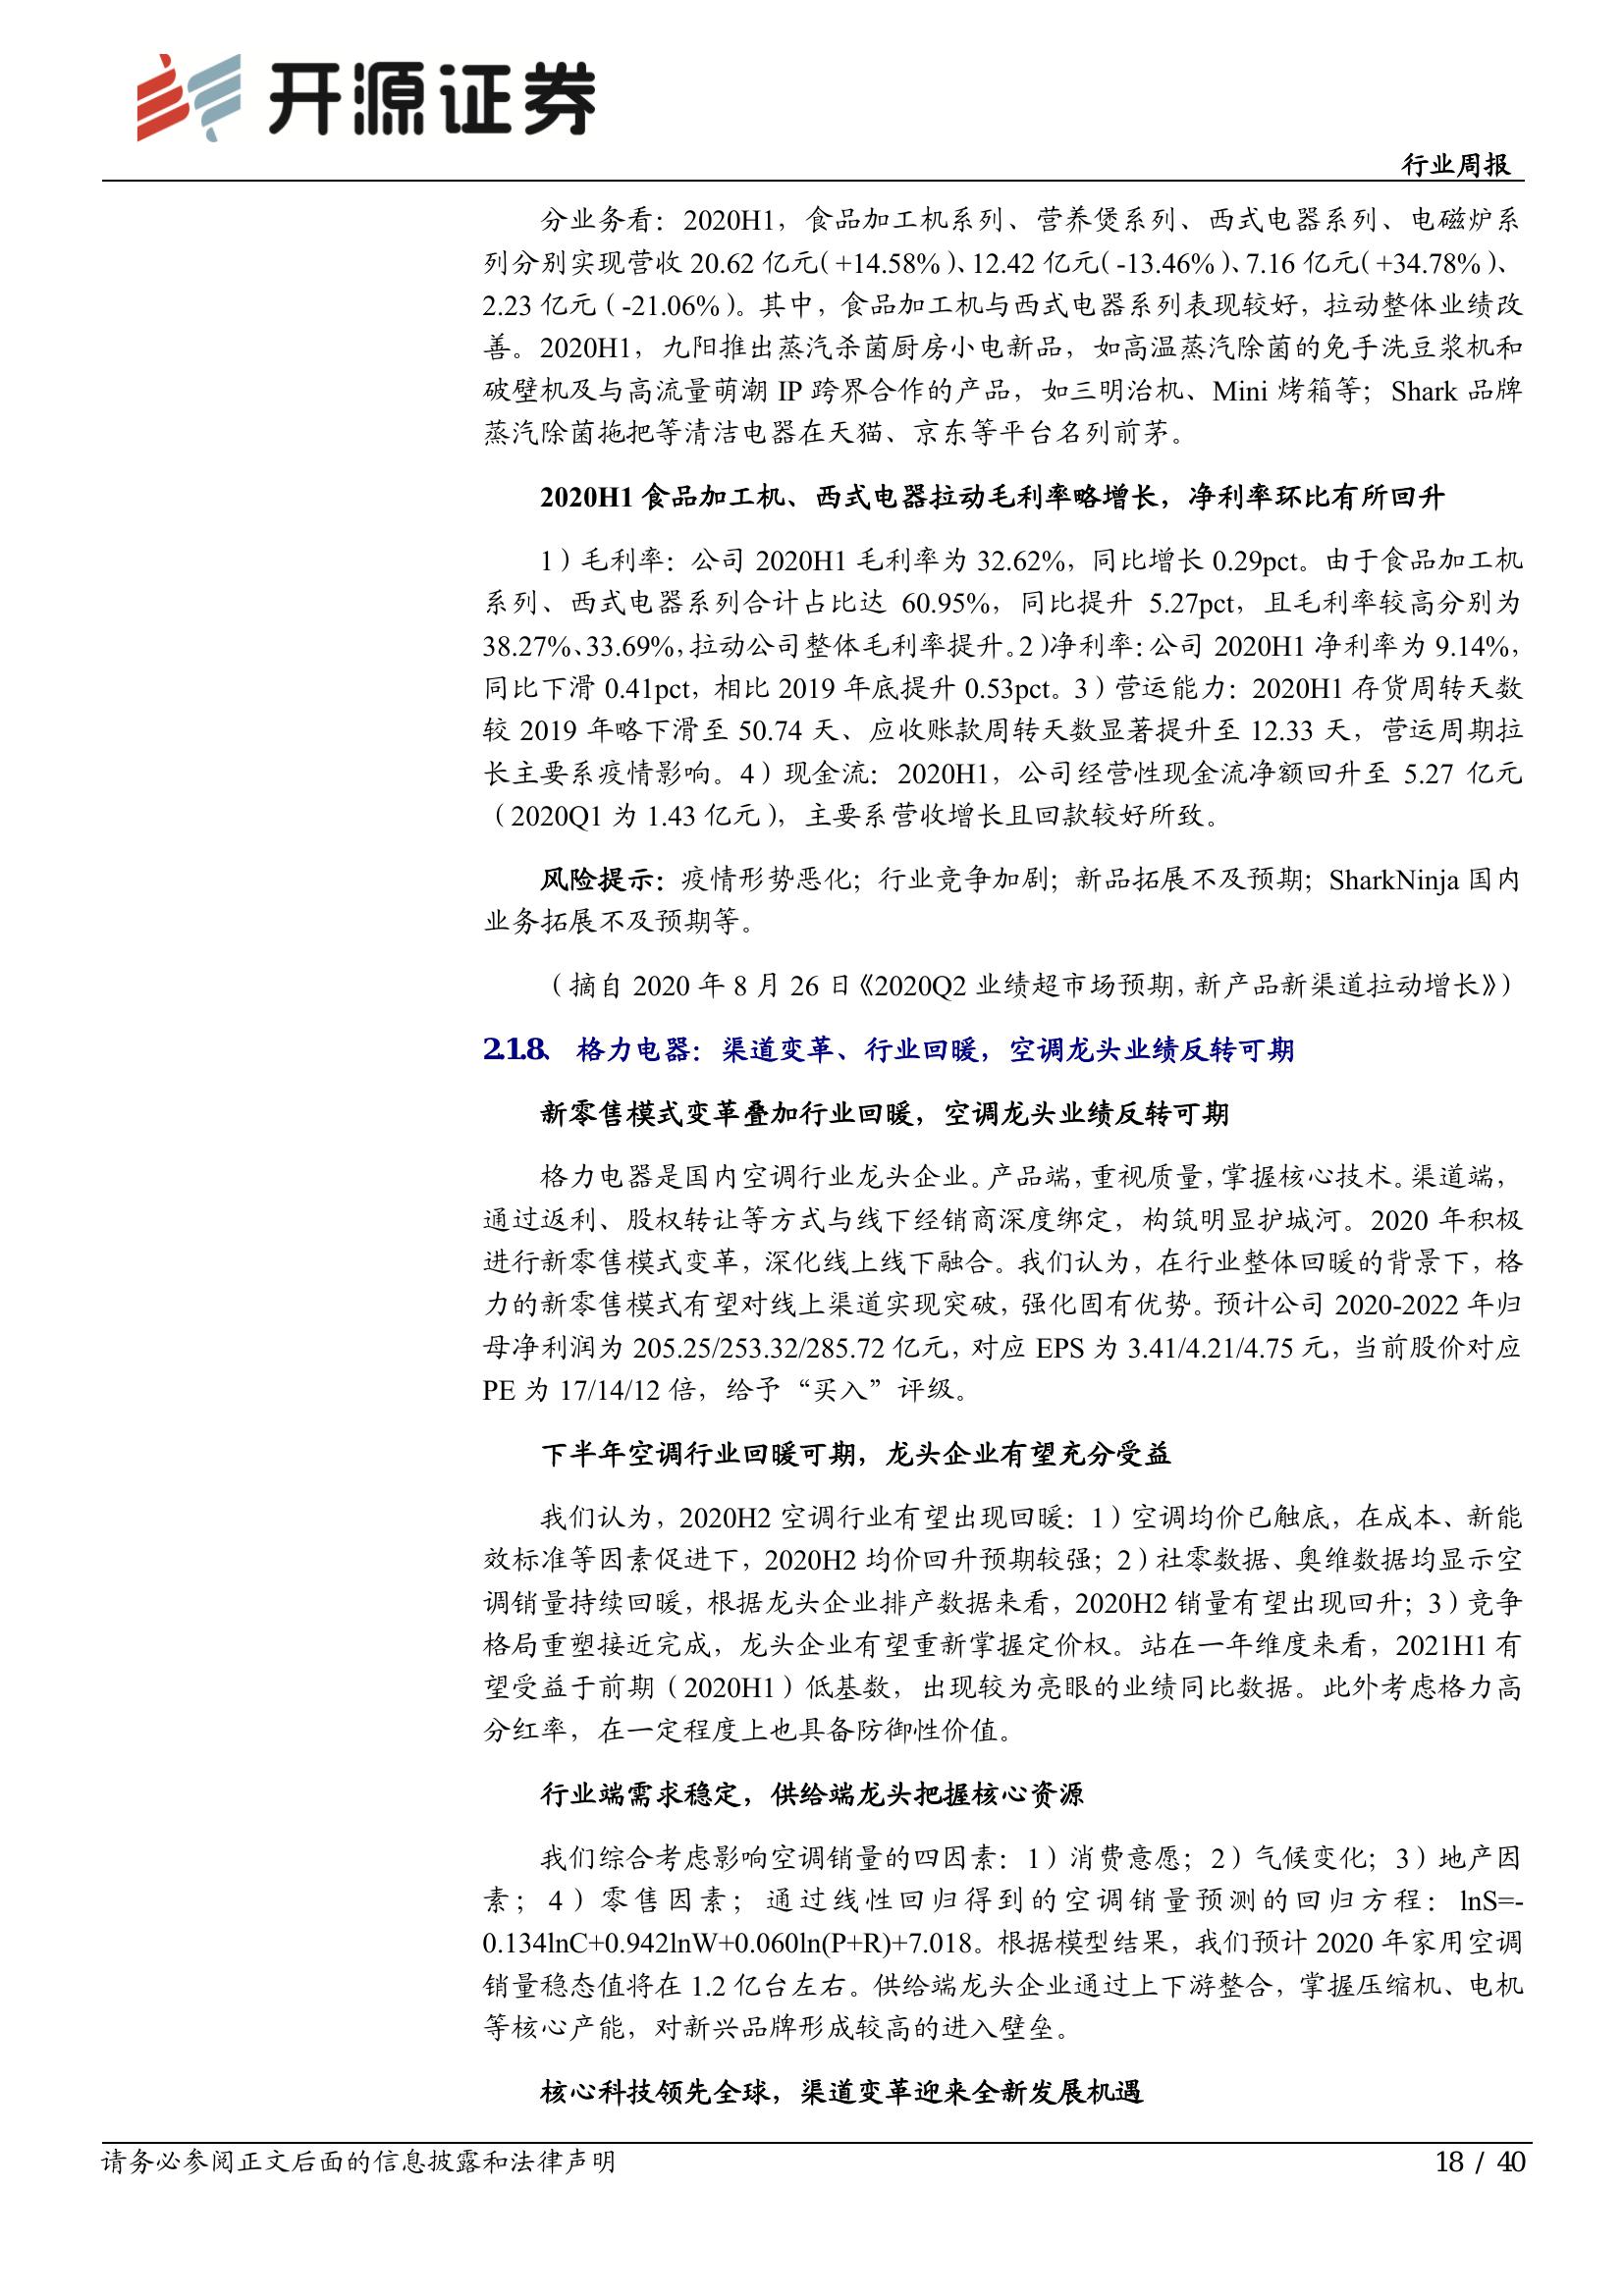 开源证券
行业周报
分业务看：2020H1，食品加工机系列、营养煲系列、西式电器系列、电磁炉系
列分别实现营收 20.62 亿元（+14.58%）、12.42 亿元（-13.46%）、7.16 亿元（+34.78%）、
2.23 亿元（-21.06%）。其中，食品加工机与西式电器系列表现较好，拉动整体业绩改
善。2020H1，九阳推出蒸汽杀菌厨房小电新品，如高温蒸汽除菌的免手洗豆浆机和
破壁机及与高流量萌潮 IP 跨界合作的产品，如三明治机、Mini 烤箱等；Shark 品牌
蒸汽除菌拖把等清洁电器在天猫、京东等平台名列前茅。
2020H1 食品加工机、西式电器拉动毛利率略增长，净利率环比有所回升
1）毛利率：公司 2020H1 毛利率为 32.62%，同比增长 0.29pct。由于食品加工机
系列、西式电器系列合计占比达 60.95%，同比提升 5.27pct，且毛利率较高分别为
38.27%、33.69%，拉动公司整体毛利率提升。2）净利率：公司 2020H1 净利率为 9.14%，
同比下滑 0.41pct，相比 2019 年底提升 0.53pct。3）营运能力：2020H1 存货周转天数
较 2019 年略下滑至 50.74 天、应收账款周转天数显著提升至 12.33 天，营运周期拉
长主要系疫情影响。4）现金流：2020H1，公司经营性现金流净额回升至 5.27 亿元
（2020Q1 为 1.43 亿元），主要系营收增长且回款较好所致。
风险提示：疫情形势恶化；行业竞争加剧；新品拓展不及预期；SharkNinja 国内
业务拓展不及预期等。
（摘自 2020 年 8 月 26 日《2020Q2 业绩超市场预期，新产品新渠道拉动增长》）
2.1.8、 格力电器：渠道变革、行业回暖，空调龙头业绩反转可期
新零售模式变革叠加行业回暖，空调龙头业绩反转可期
格力电器是国内空调行业龙头企业。产品端，重视质量，掌握核心技术。渠道端，
通过返利、股权转让等方式与线下经销商深度绑定，构筑明显护城河。2020 年积极
进行新零售模式变革，深化线上线下融合。我们认为，在行业整体回暖的背景下，格
力的新零售模式有望对线上渠道实现突破，强化固有优势。预计公司 2020-2022 年归
母净利润为 205.25/253.32/285.72 亿元，对应 EPS 为 3.41/4.21/4.75 元，当前股价对应
PE 为 17/14/12 倍，给予“买入”评级。
下半年空调行业回暖可期，龙头企业有望充分受益
我们认为，2020H2 空调行业有望出现回暖：1）空调均价已触底，在成本、新能
效标准等因素促进下，2020H2 均价回升预期较强；2）社零数据、奥维数据均显示空
调销量持续回暖，根据龙头企业排产数据来看，2020H2 销量有望出现回升；3）竞争
格局重塑接近完成，龙头企业有望重新掌握定价权。站在一年维度来看，2021H1 有
望受益于前期（2020H1）低基数，出现较为亮眼的业绩同比数据。此外考虑格力高
分红率，在一定程度上也具备防御性价值。
行业端需求稳定，供给端龙头把握核心资源
我们综合考虑影响空调销量的四因素：1）消费意愿；2）气候变化；3）地产因
素；4）零售因素；通过线性回归得到的空调销量预测的回归方程：lnS=-
0.134lnC+0.942lnW+0.060ln(P+R)+7.018。根据模型结果，我们预计 2020 年家用空调
销量稳态值将在 1.2 亿台左右。供给端龙头企业通过上下游整合，掌握压缩机、电机
等核心产能，对新兴品牌形成较高的进入壁垒。
核心科技领先全球，渠道变革迎来全新发展机遇
请务必参阅正文后面的信息披露和法律声明
18 / 40